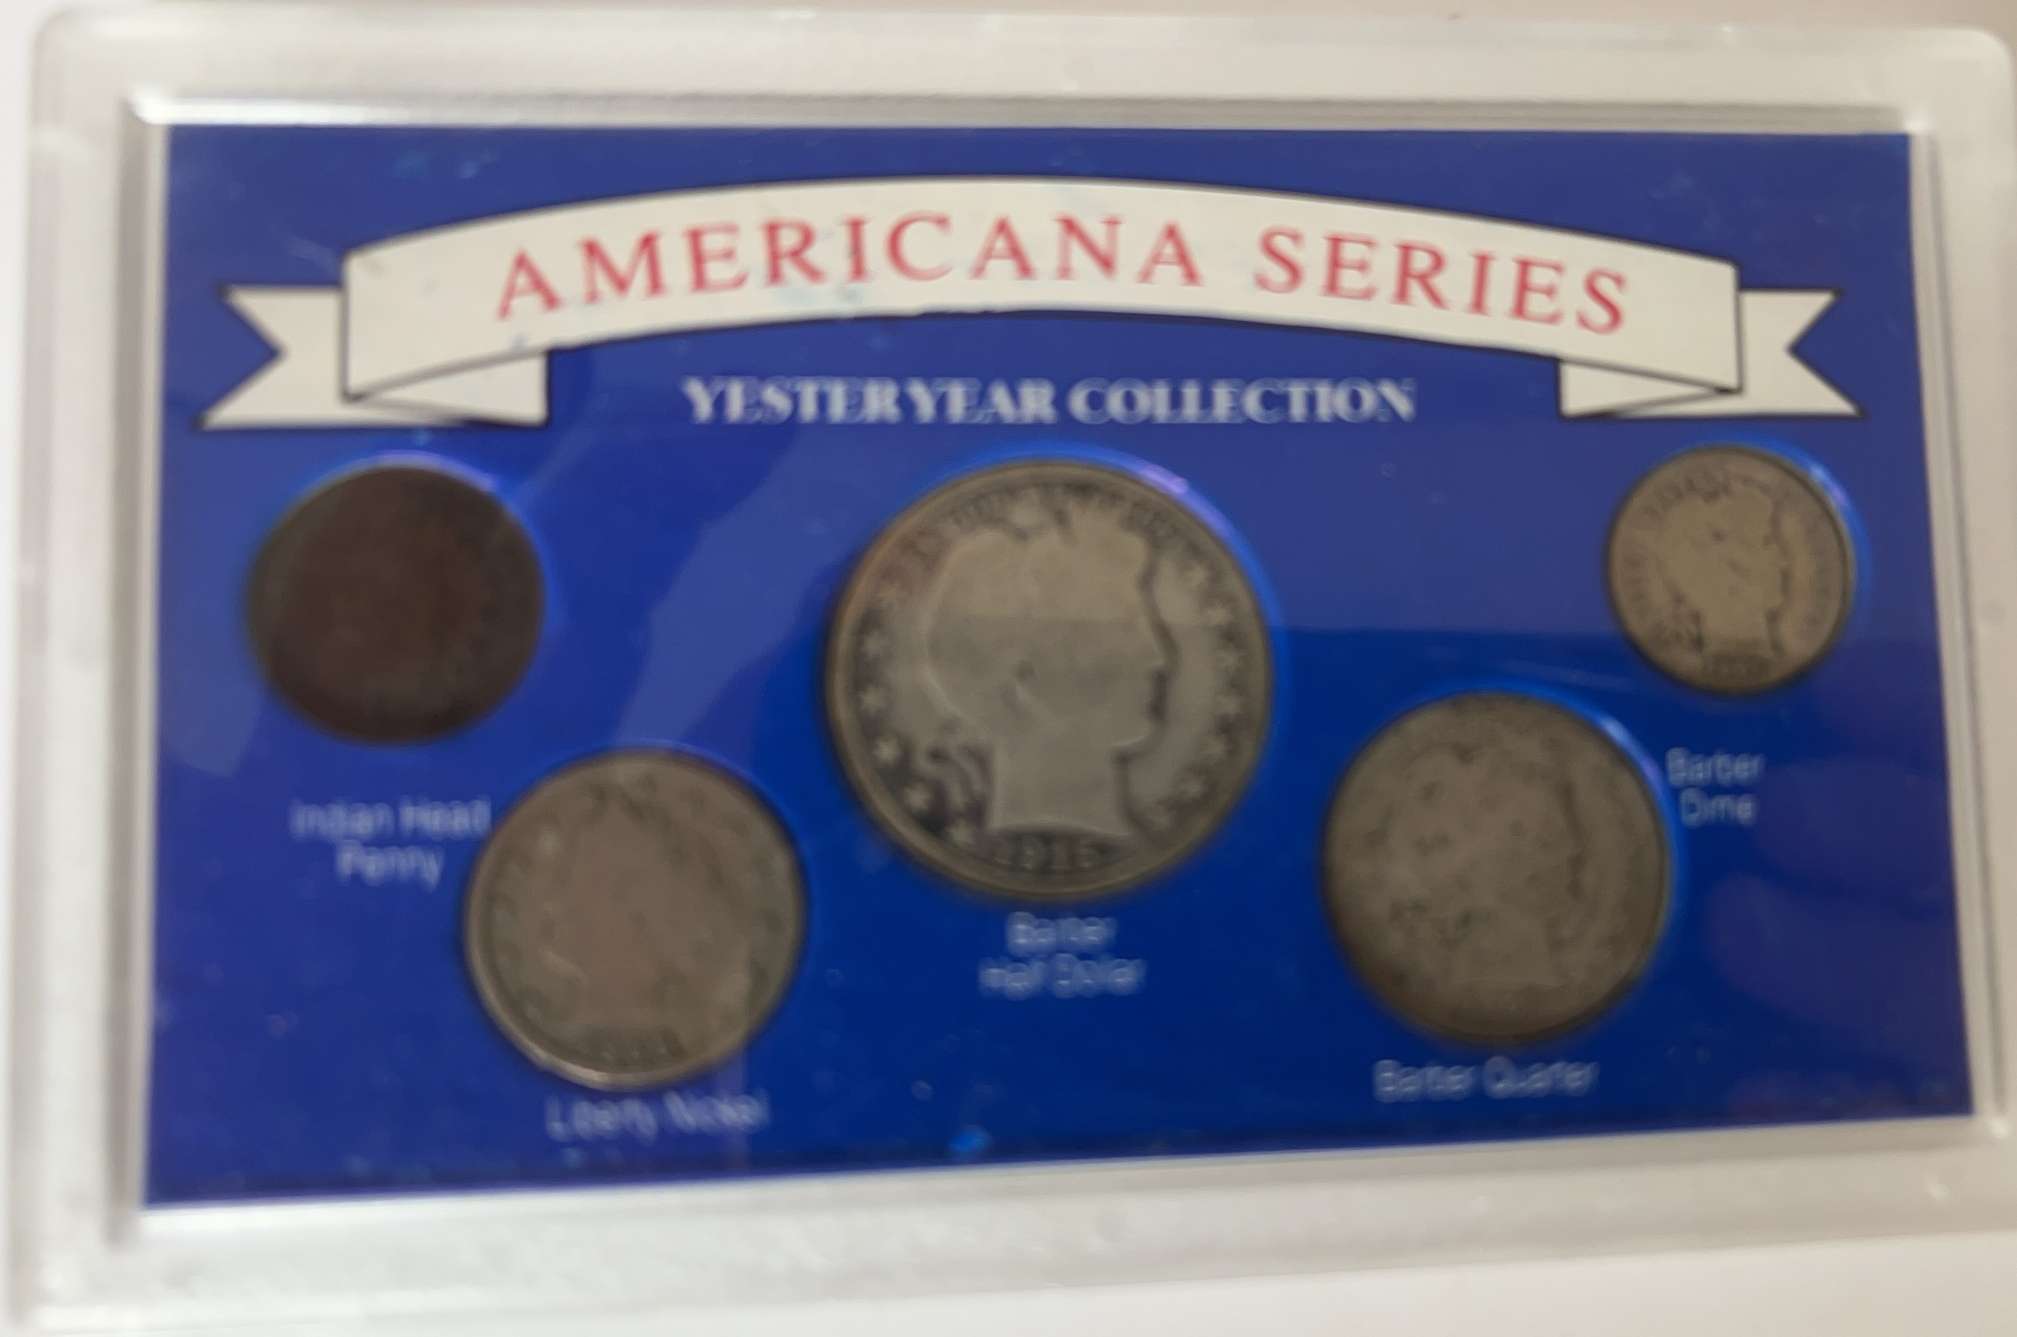 AMERICANA SERIES
YESTERYEAR COLLECTION
Indian Head
Penny
Liberty Nickel
Barber
Half Dollar
Barber Quarter
Barber
Dime